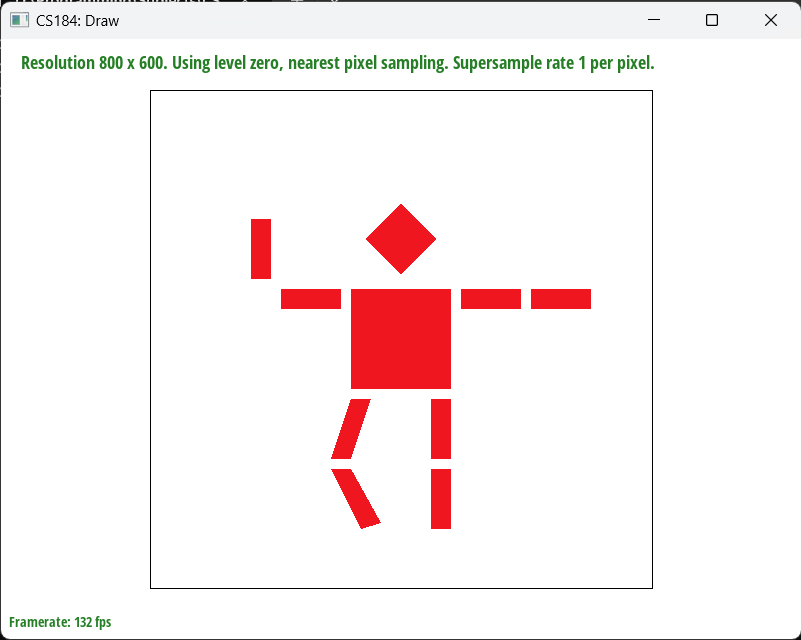 CS184: Draw
Resolution 800 x 600. Using level zero, nearest pixel sampling. Supersample rate 1 per pixel.
Framerate: 132 fps